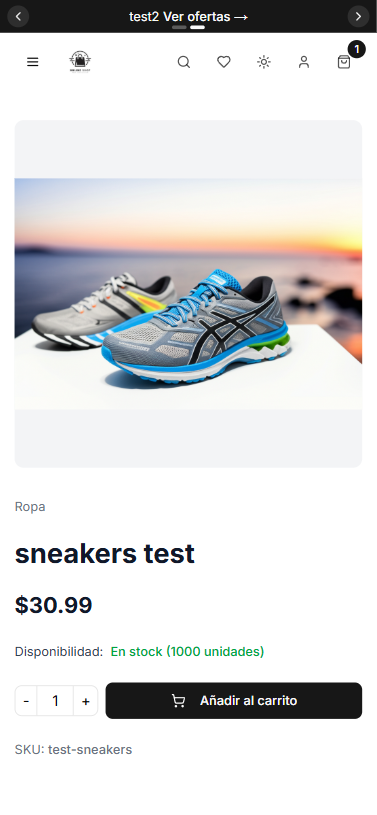 test2 Ver ofertas →
1
Ropa
sneakers test
$30.99
Disponibilidad: En stock (1000 unidades)
- 1 + Añadir al carrito
SKU: test-sneakers